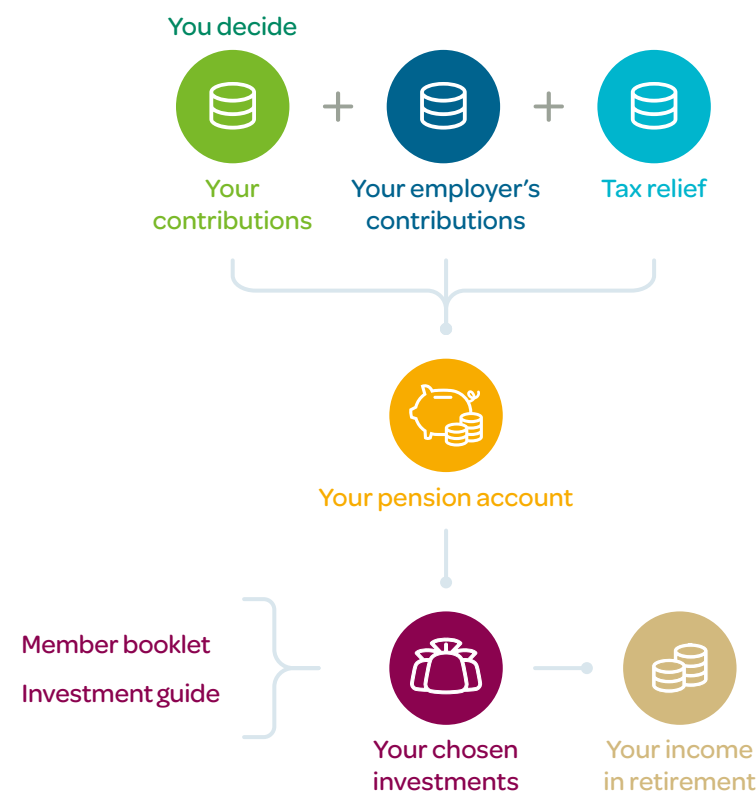 You decide
+
+
Your
contributions
Your employer's
contributions
Tax relief
Your pension account
Member booklet
Investment guide
Your chosen
investments
Your income
in retirement